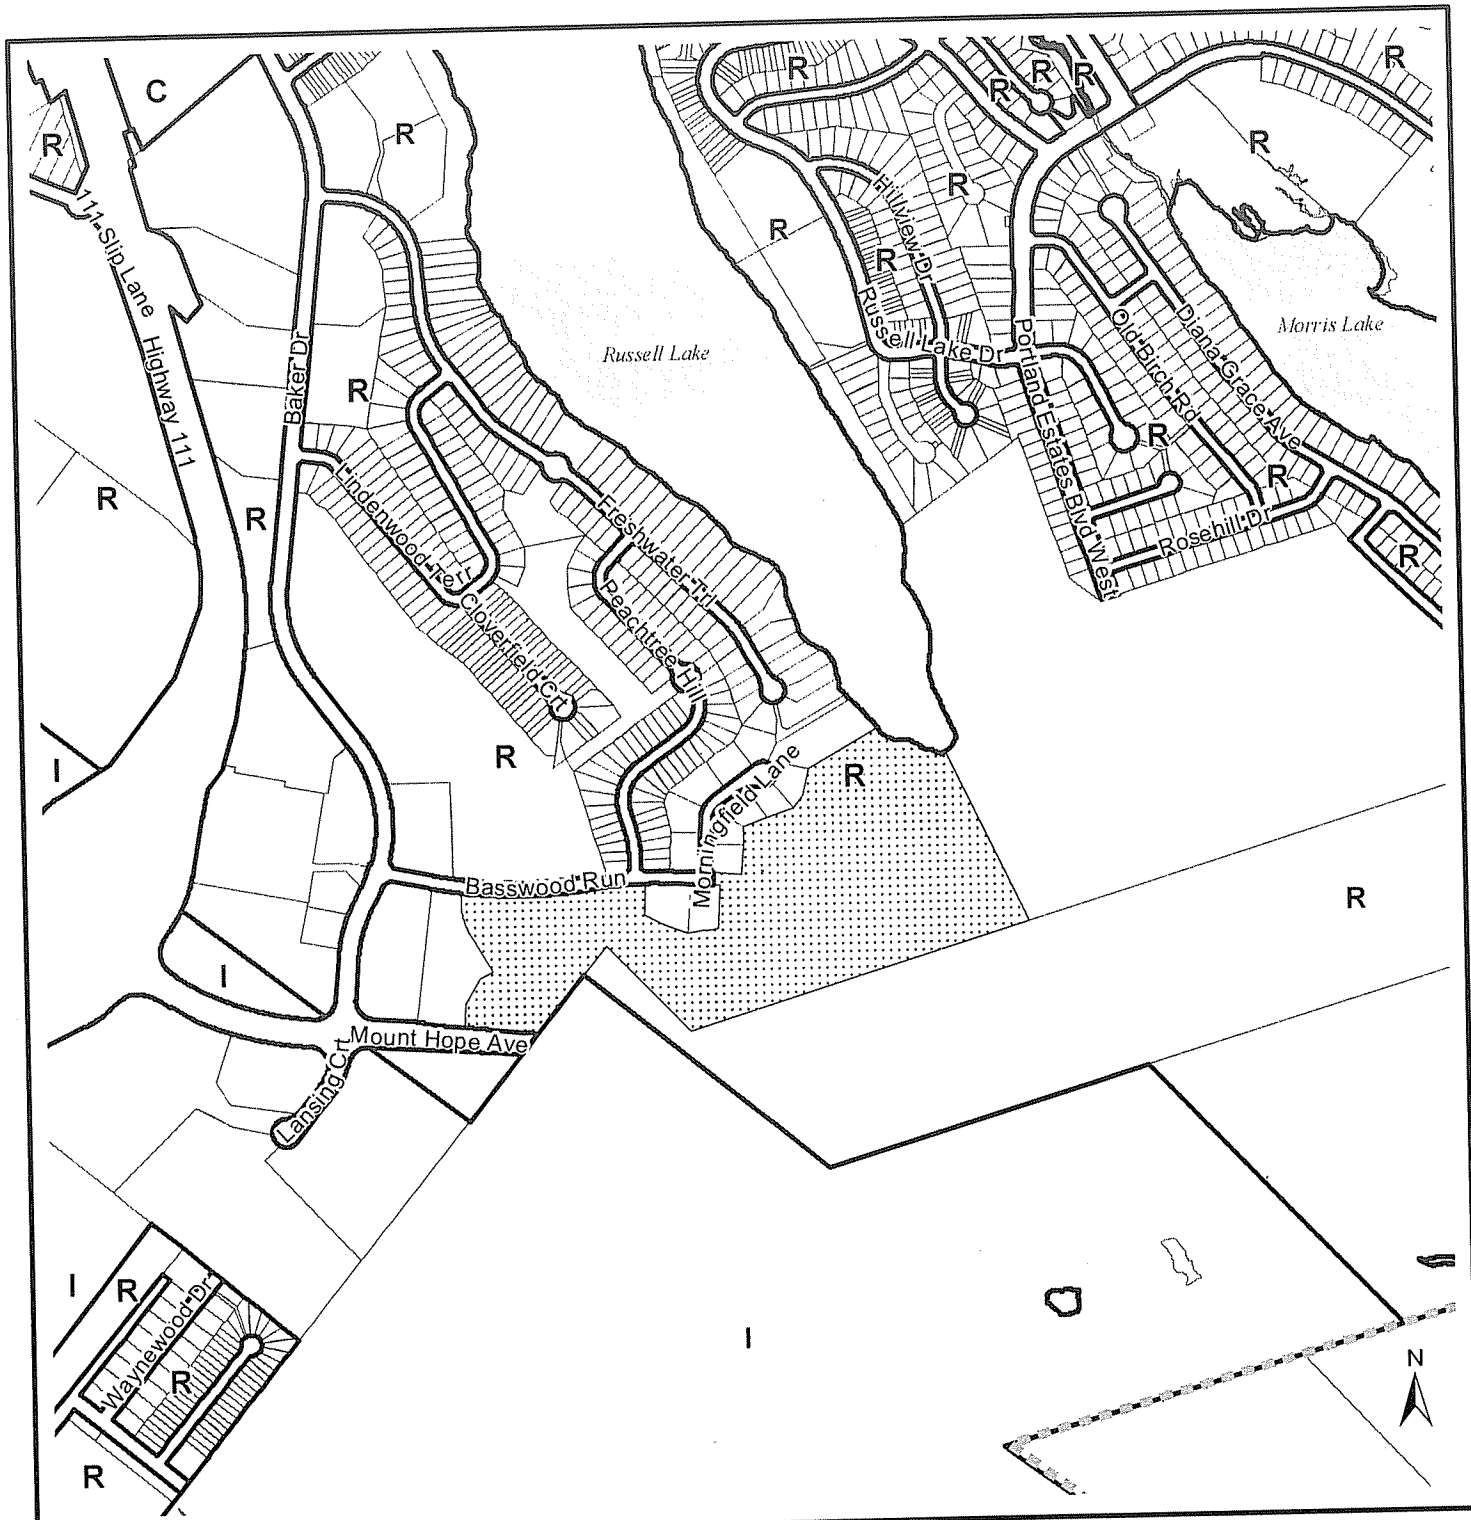 C
R
R
R
R
R
R
R
R
R
R
111-Slip Lane
Hillview Dr
R
R
Highway 111
Baker Dr
Russell Lake
Russell Lake Dr
Portland Estates Blvd West
Old Birch Rd
Diana Grace Ave
Morris Lake
R
R
R
R
R
R
Lindenwood Terr
Freshwater Trl
Rosehill Dr
Cloverfield Crt
Peachtree Hill
I
R
R
Morningfield Lane
Basswood Run
R
I
Mount Hope Ave
Lansing Crt
I
R
Waynewood Dr
R
I
N
R